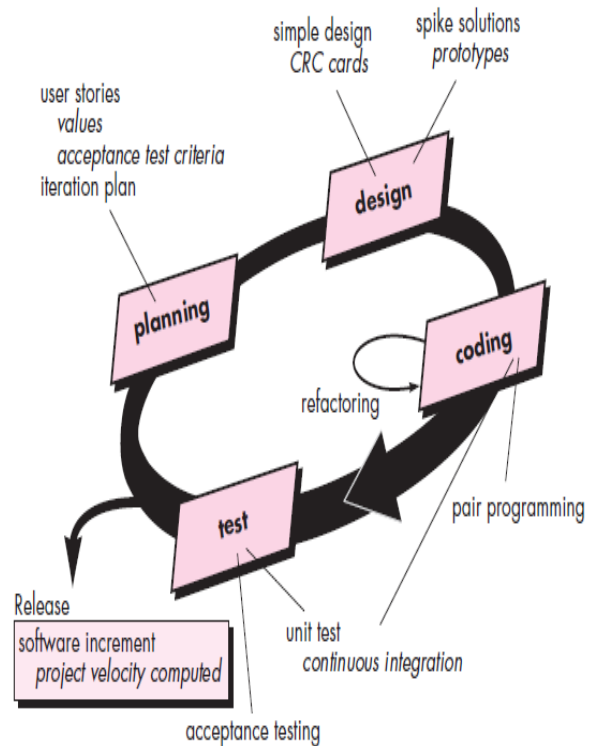 simple design
CRC cards
spike solutions
prototypes
user stories
values
acceptance test criteria
iteration plan
design
planning
coding
refactoring
test
pair programming
Release
software increment
project velocity computed
unit test
continuous integration
acceptance testing